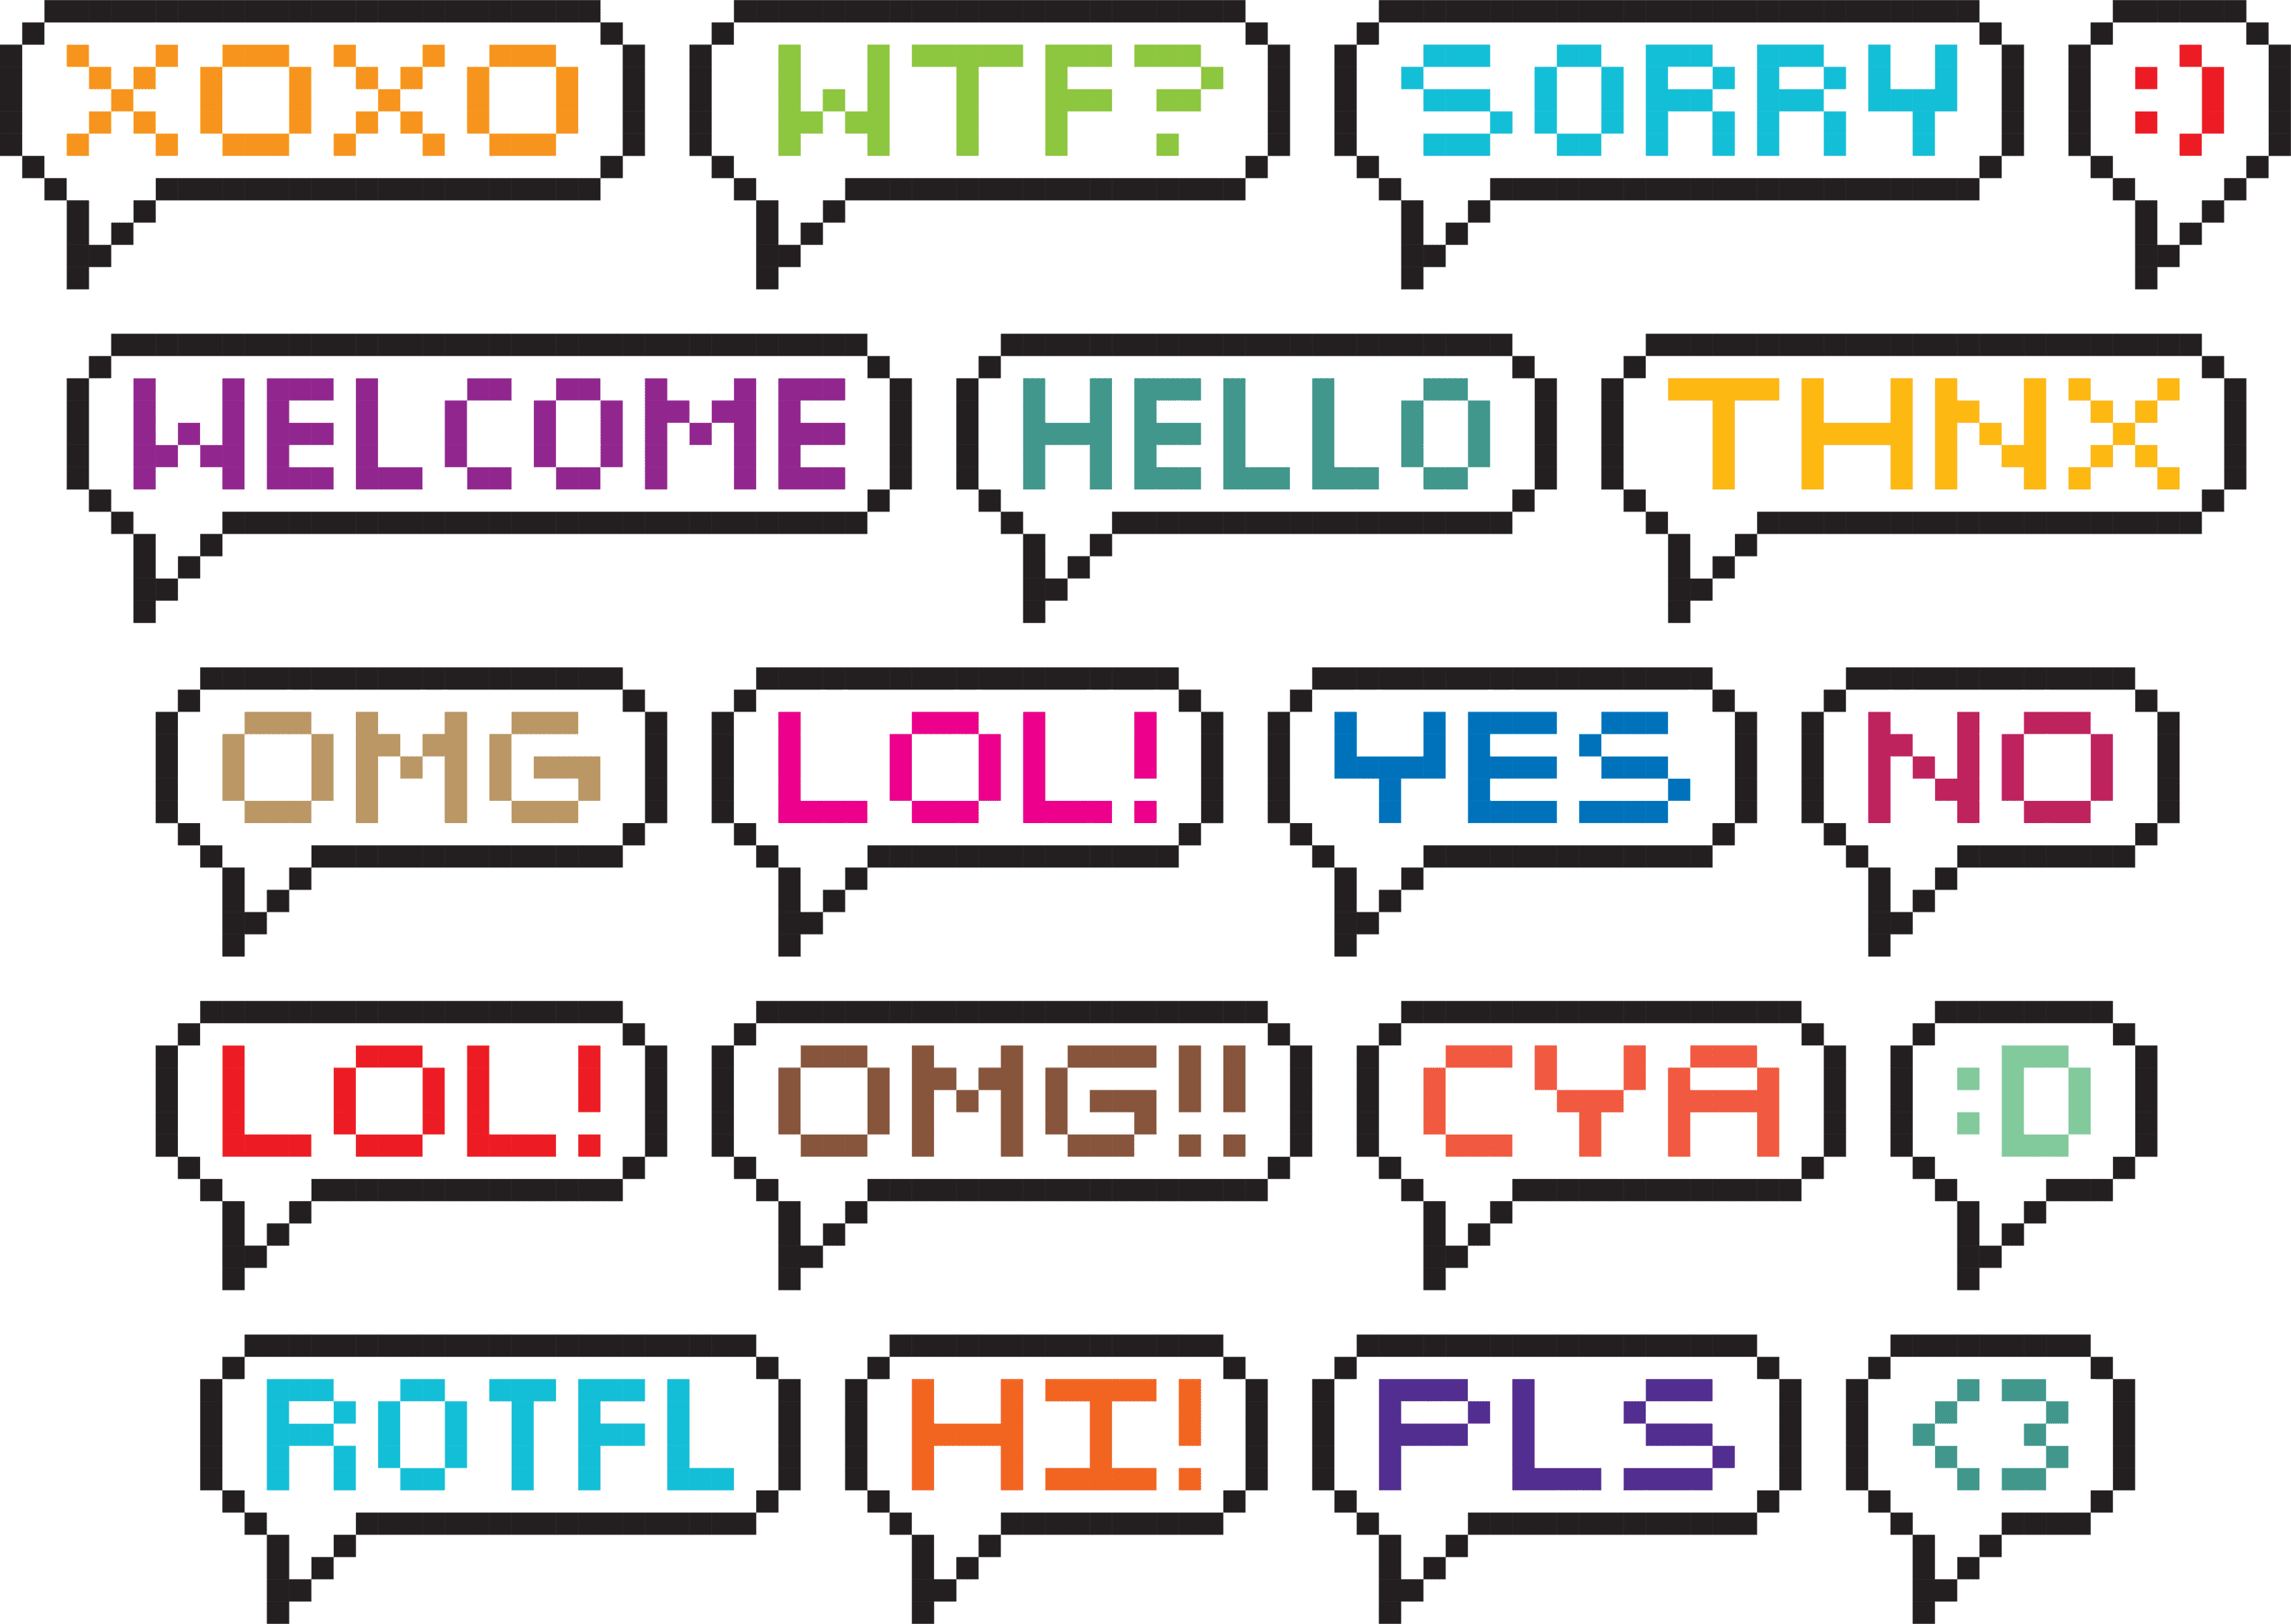 XOXO WTF? SORRY :)
WELCOME HELLO THNX
OMG LOL! YES NO
LOL! OMG!! CYA :D
ROTFL HI! PLS <3